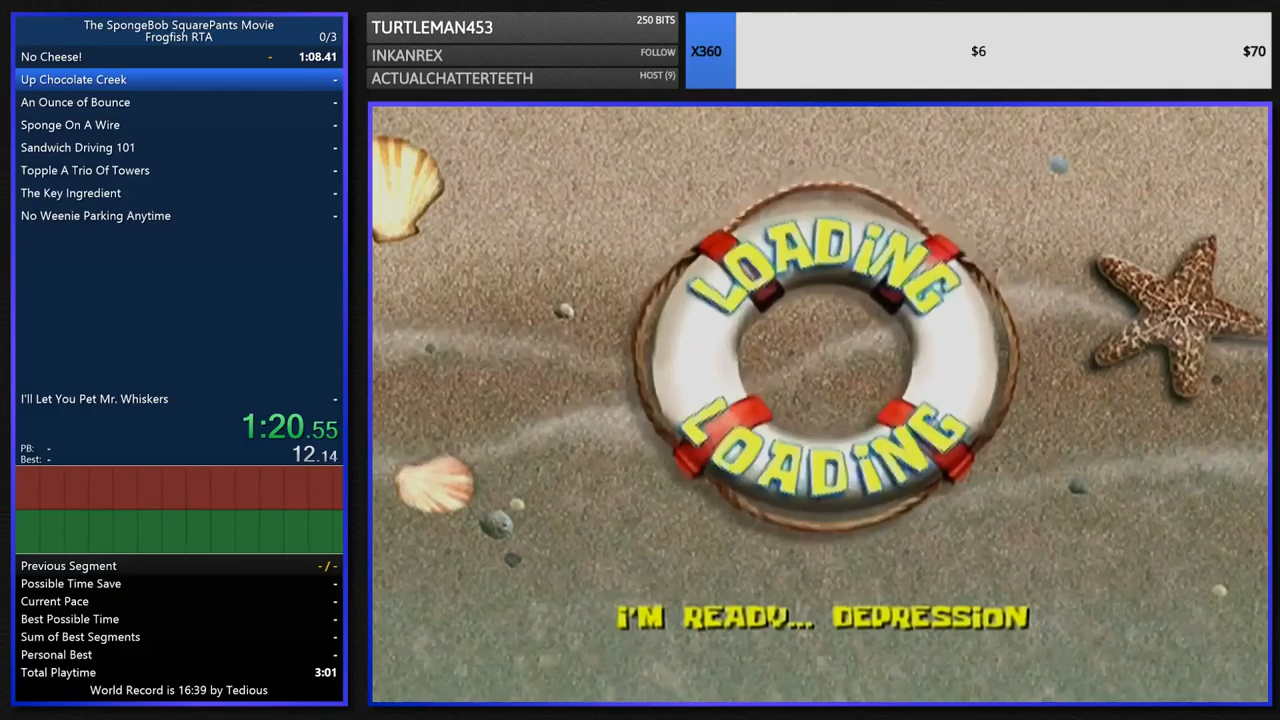 The SpongeBob SquarePants Movie
Frogfish RTA 0/3
No Cheese! - 1:08.41
Up Chocolate Creek -
An Ounce of Bounce -
Sponge On A Wire -
Sandwich Driving 101 -
Topple A Trio Of Towers -
The Key Ingredient -
No Weenie Parking Anytime -
I'll Let You Pet Mr. Whiskers -
1:20.55
PB: -
Best: - 12.14
Previous Segment - / -
Possible Time Save -
Current Pace -
Best Possible Time -
Sum of Best Segments -
Personal Best -
Total Playtime 3:01
World Record is 16:39 by Tedious
TURTLEMAN453 250 BITS
INKANREX FOLLOW
ACTUALCHATTERTEETH HOST (9)
X360 $6 $70
LOADING
LOADING
I'M READY... DEPRESSION